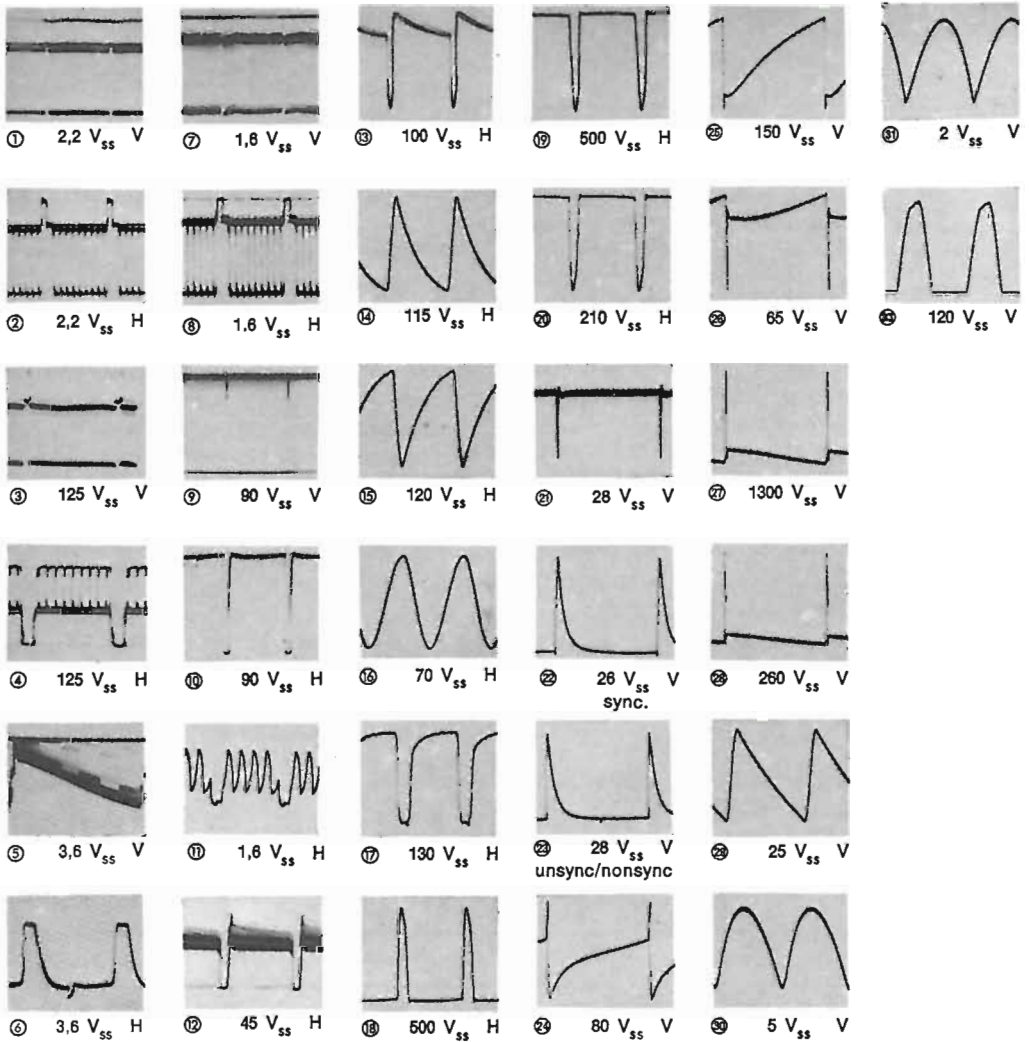 ① 2,2 Vss V ⑦ 1,6 Vss V ⑬ 100 Vss H ⑲ 500 Vss H ㉕ 150 Vss V ㉛ 2 Vss V
② 2,2 Vss H ⑧ 1,6 Vss H ⑭ 115 Vss H ⑳ 210 Vss H ㉖ 65 Vss V ㉜ 120 Vss V
③ 125 Vss V ⑨ 90 Vss V ⑮ 120 Vss H ㉑ 28 Vss V ㉗ 1300 Vss V
④ 125 Vss H ⑩ 90 Vss H ⑯ 70 Vss H ㉒ 26 Vss V ㉘ 260 Vss V
sync.
⑤ 3,6 Vss V ⑪ 1,6 Vss H ⑰ 130 Vss H ㉓ 28 Vss V ㉙ 25 Vss V
unsync/nonsync
⑥ 3,6 Vss H ⑫ 45 Vss H ⑱ 500 Vss H ㉔ 80 Vss V ㉚ 5 Vss V